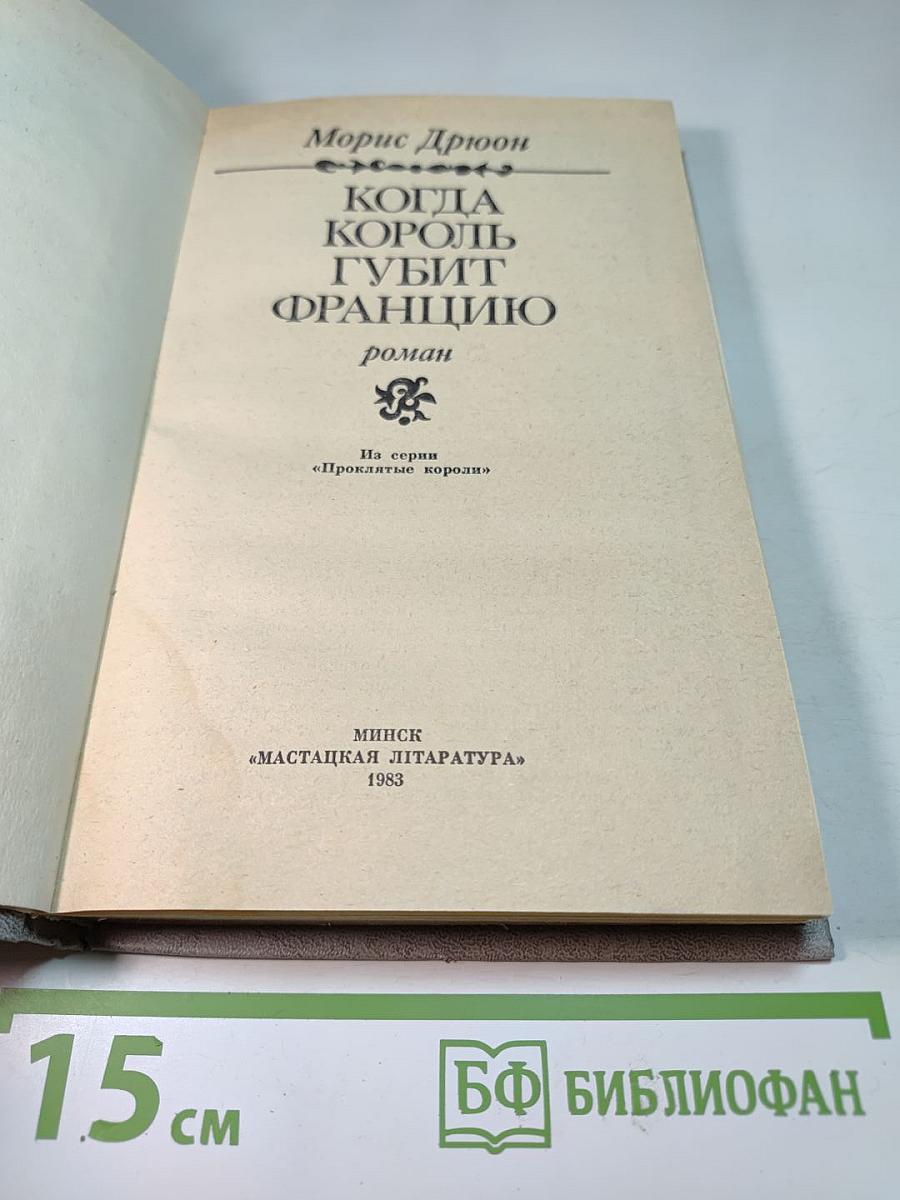 Морис Дрюон
КОГДА
КОРОЛЬ
ГУБИТ
ФРАНЦИЮ
роман
Из серии
«Проклятые короли»
МИНСК
«МАСТАЦКАЯ ЛІТАРАТУРА»
1983
15 см
БФ БИБЛИОФАН